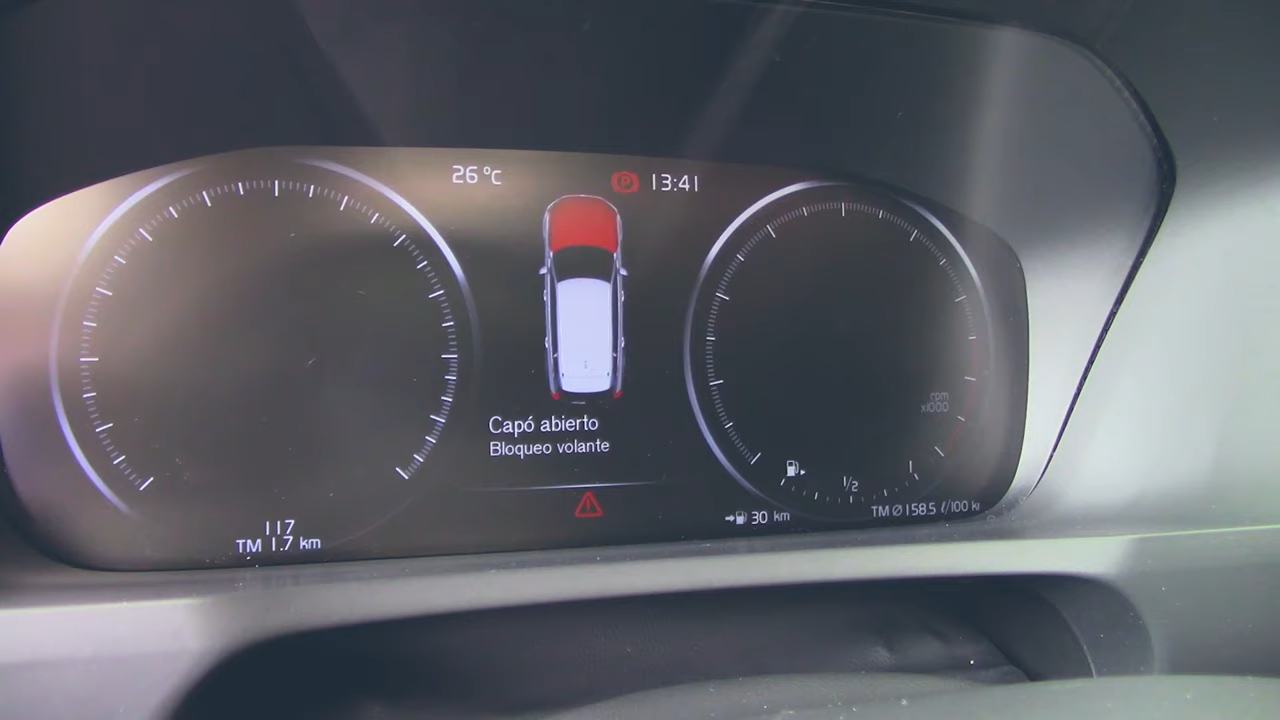 26 °C
P 13:41
Capó abierto
Bloqueo volante
rpm
x1000
1/2
1
117
TM 1.7 km
30 km
TM Ø 158.5 ℓ/100 k